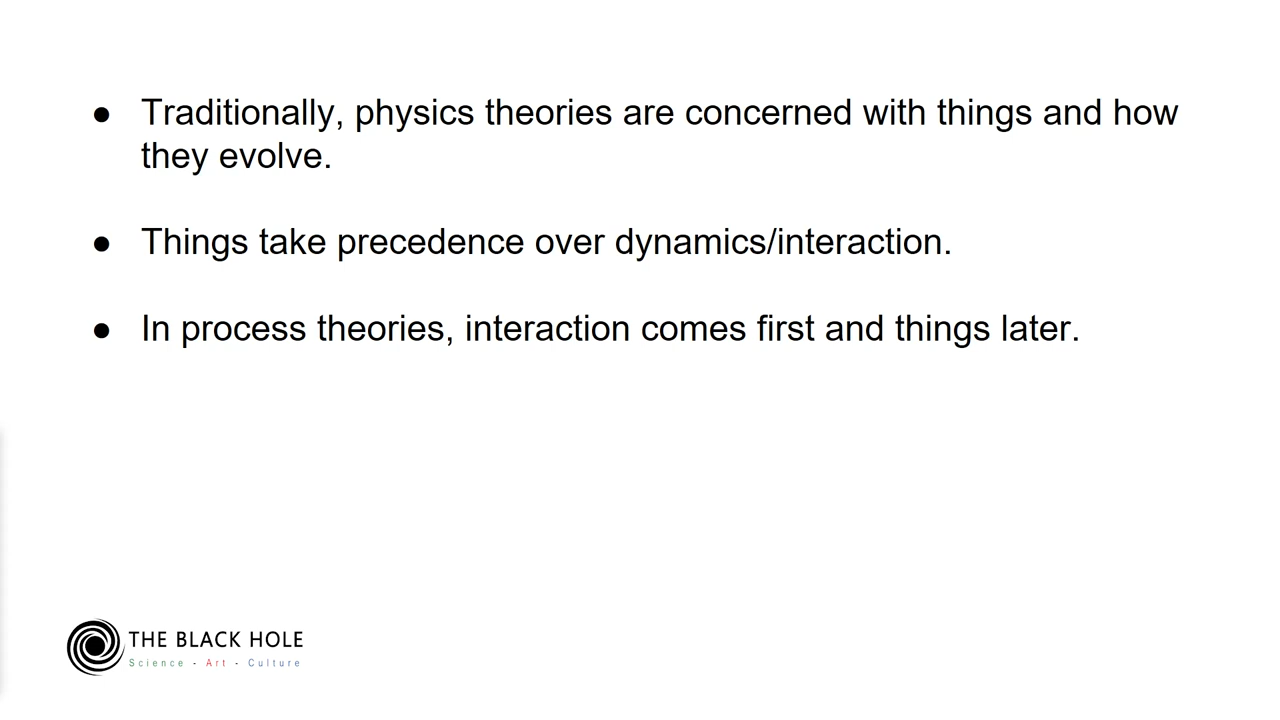 ● Traditionally, physics theories are concerned with things and how
they evolve.
● Things take precedence over dynamics/interaction.
● In process theories, interaction comes first and things later.
THE BLACK HOLE
Science - Art - Culture